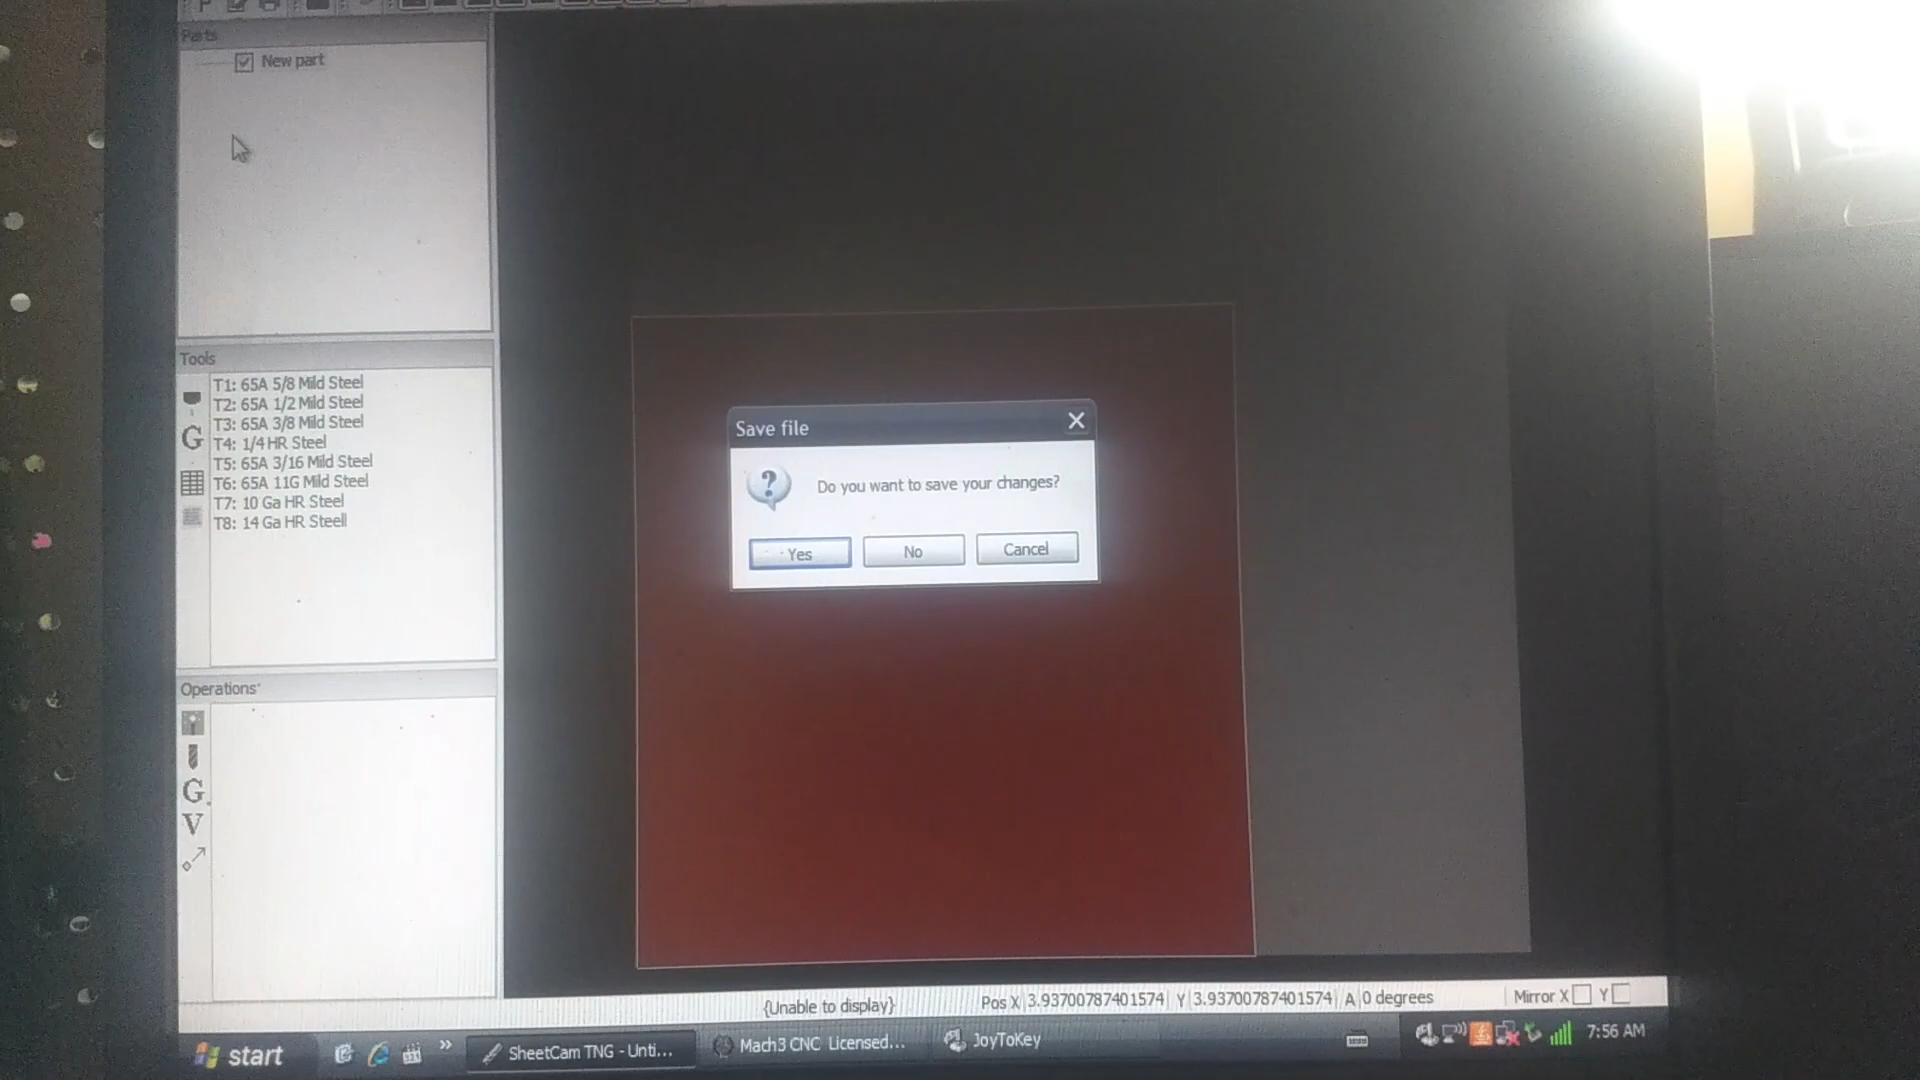 Parts
New part
Tools
T1: 65A 5/8 Mild Steel
T2: 65A 1/2 Mild Steel
T3: 65A 3/8 Mild Steel
T4: 1/4 HR Steel
T5: 65A 3/16 Mild Steel
T6: 65A 11G Mild Steel
T7: 10 Ga HR Steel
T8: 14 Ga HR Steell
G
Save file
Do you want to save your changes?
Yes No Cancel
Operations
G
V
{Unable to display} Pos X 3.93700787401574 Y 3.93700787401574 A 0 degrees Mirror X Y
start » SheetCam TNG - Unti... Mach3 CNC Licensed... JoyToKey 7:56 AM